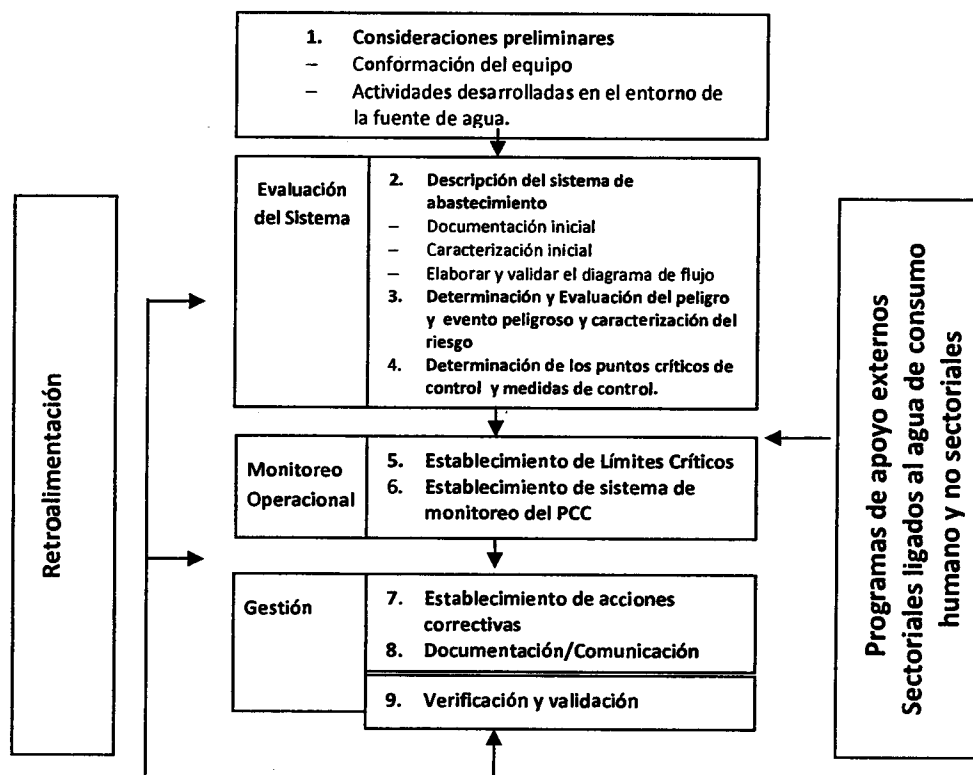 1. Consideraciones preliminares
– Conformación del equipo
– Actividades desarrolladas en el entorno de
la fuente de agua.
Evaluación
del Sistema
2. Descripción del sistema de
abastecimiento
– Documentación inicial
– Caracterización inicial
– Elaborar y validar el diagrama de flujo
3. Determinación y Evaluación del peligro
y evento peligroso y caracterización del
riesgo
4. Determinación de los puntos críticos de
control y medidas de control.
Monitoreo
Operacional
5. Establecimiento de Límites Críticos
6. Establecimiento de sistema de
monitoreo del PCC
Gestión
7. Establecimiento de acciones
correctivas
8. Documentación/Comunicación
9. Verificación y validación
Retroalimentación
Programas de apoyo externos
Sectoriales ligados al agua de consumo
humano y no sectoriales